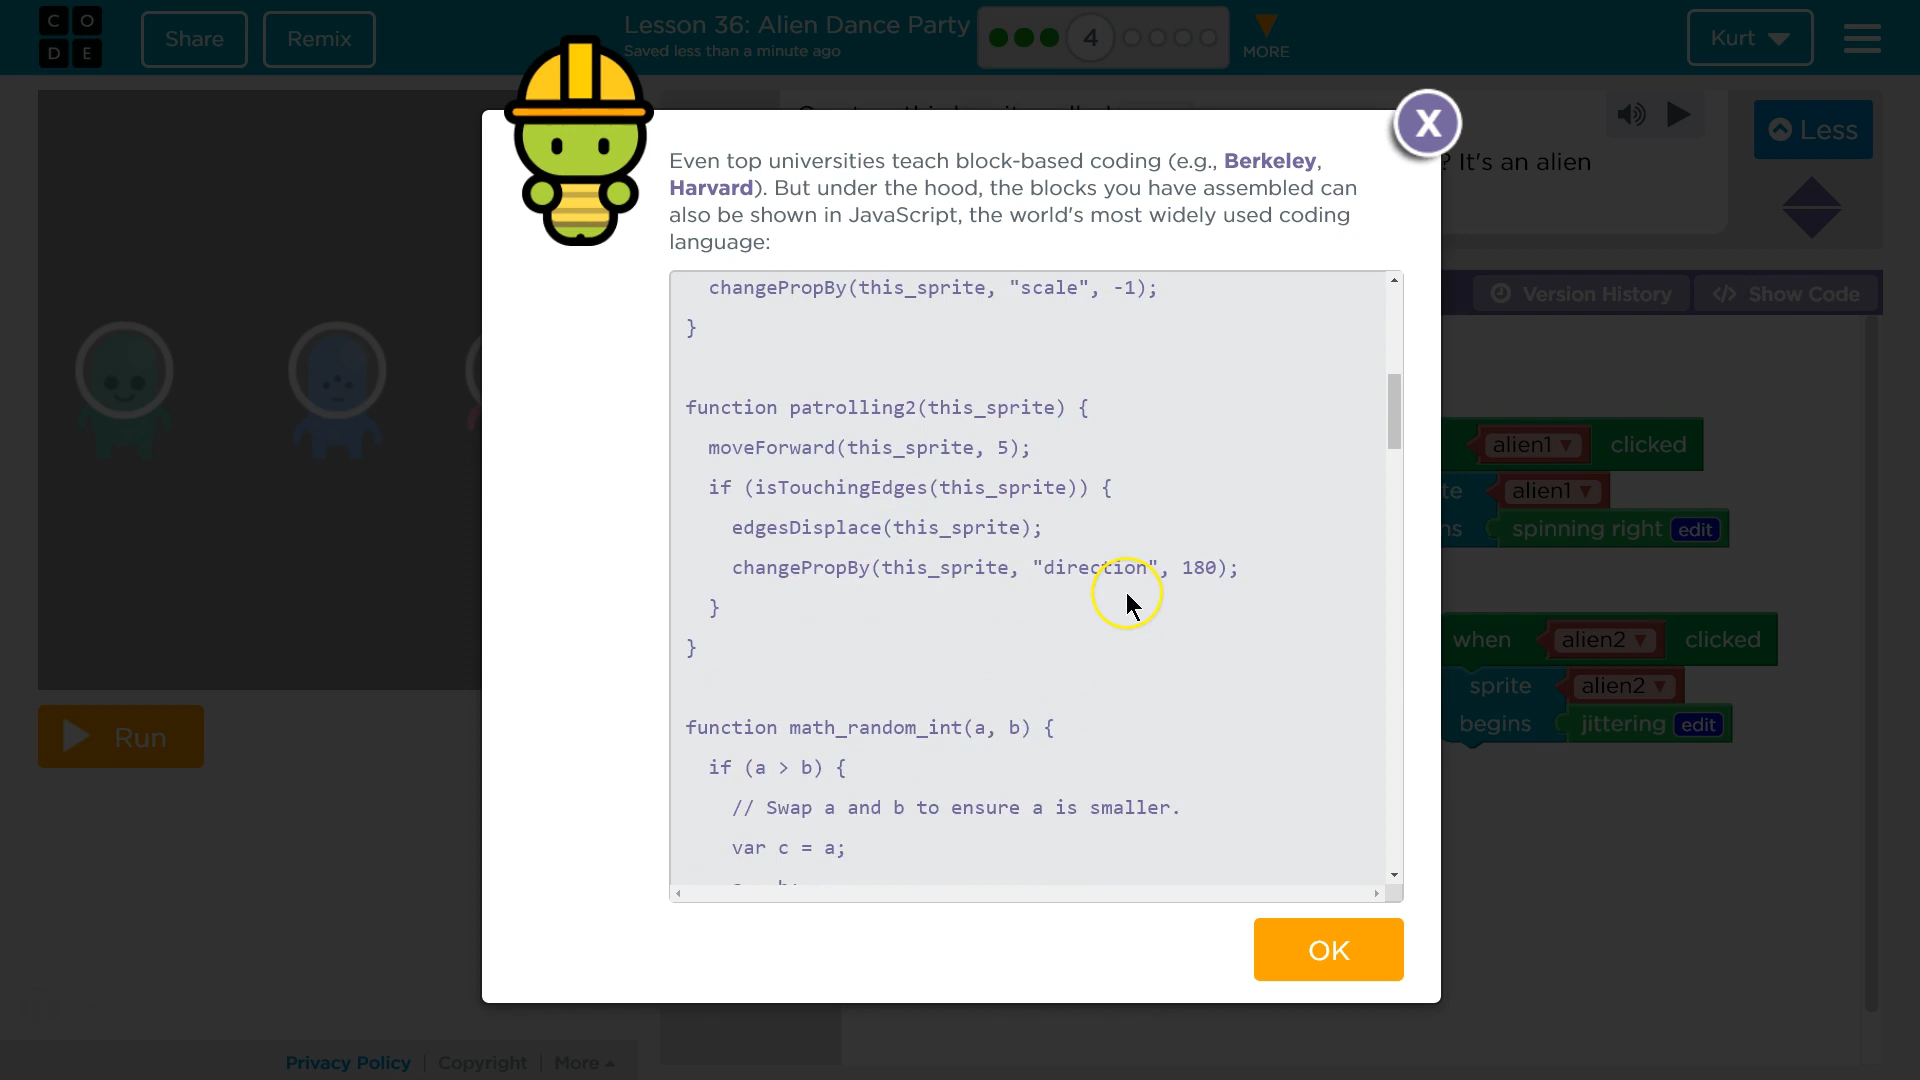 CODE
Share
Remix
Lesson 36: Alien Dance Party
Saved less than a minute ago
4
MORE
Kurt
X
Less
? It's an alien
Even top universities teach block-based coding (e.g., Berkeley,
Harvard). But under the hood, the blocks you have assembled can
also be shown in JavaScript, the world's most widely used coding
language:
Version History
</> Show Code
changePropBy(this_sprite, "scale", -1);
}
function patrolling2(this_sprite) {
moveForward(this_sprite, 5);
if (isTouchingEdges(this_sprite)) {
edgesDisplace(this_sprite);
changePropBy(this_sprite, "direction", 180);
}
}
function math_random_int(a, b) {
if (a > b) {
// Swap a and b to ensure a is smaller.
var c = a;
alien1 clicked
alien1
spinning right edit
when alien2 clicked
sprite alien2
begins jittering edit
Run
OK
Privacy Policy | Copyright | More